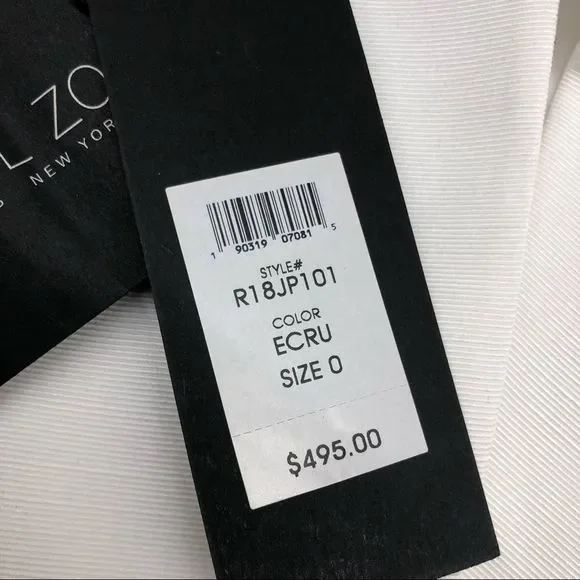 L ZO
NEW YOR
1 90319 07081 5
STYLE#
R18JP101
COLOR
ECRU
SIZE 0
$495.00